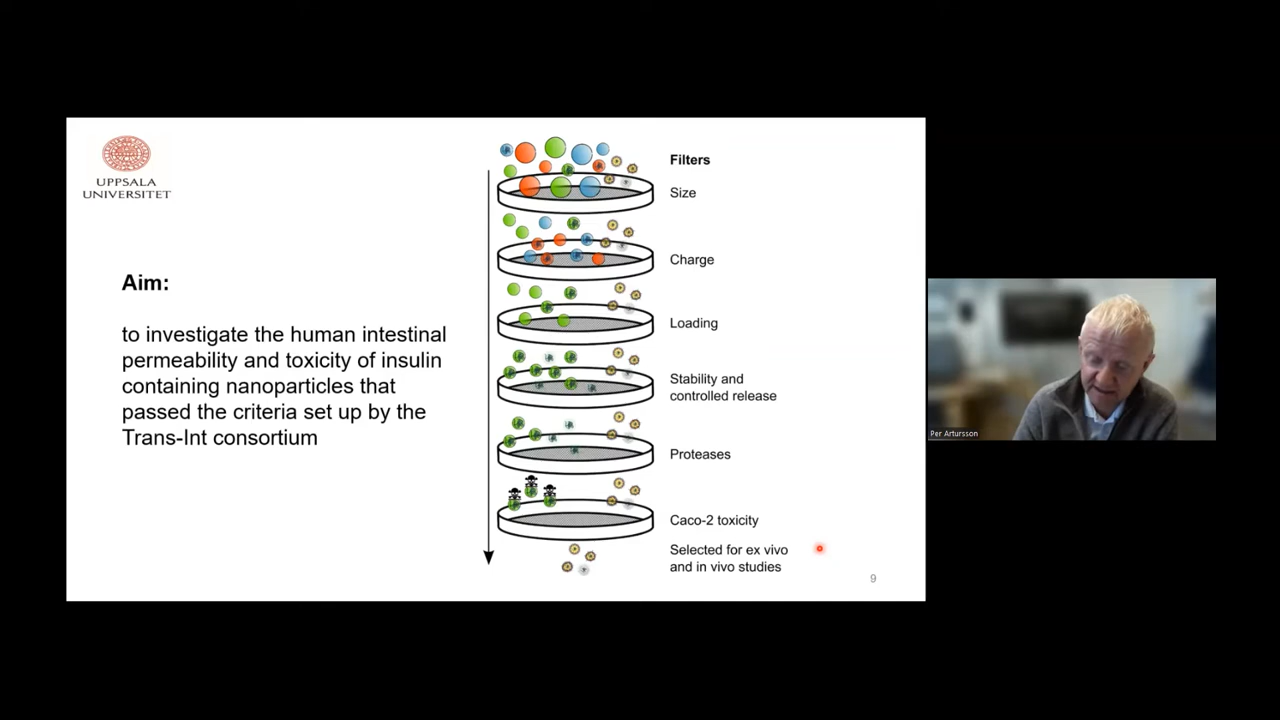 UPPSALA
UNIVERSITET
Aim:
to investigate the human intestinal
permeability and toxicity of insulin
containing nanoparticles that
passed the criteria set up by the
Trans-Int consortium
Filters
Size
Charge
Loading
Stability and
controlled release
Proteases
Caco-2 toxicity
Selected for ex vivo
and in vivo studies
9
Per Artursson